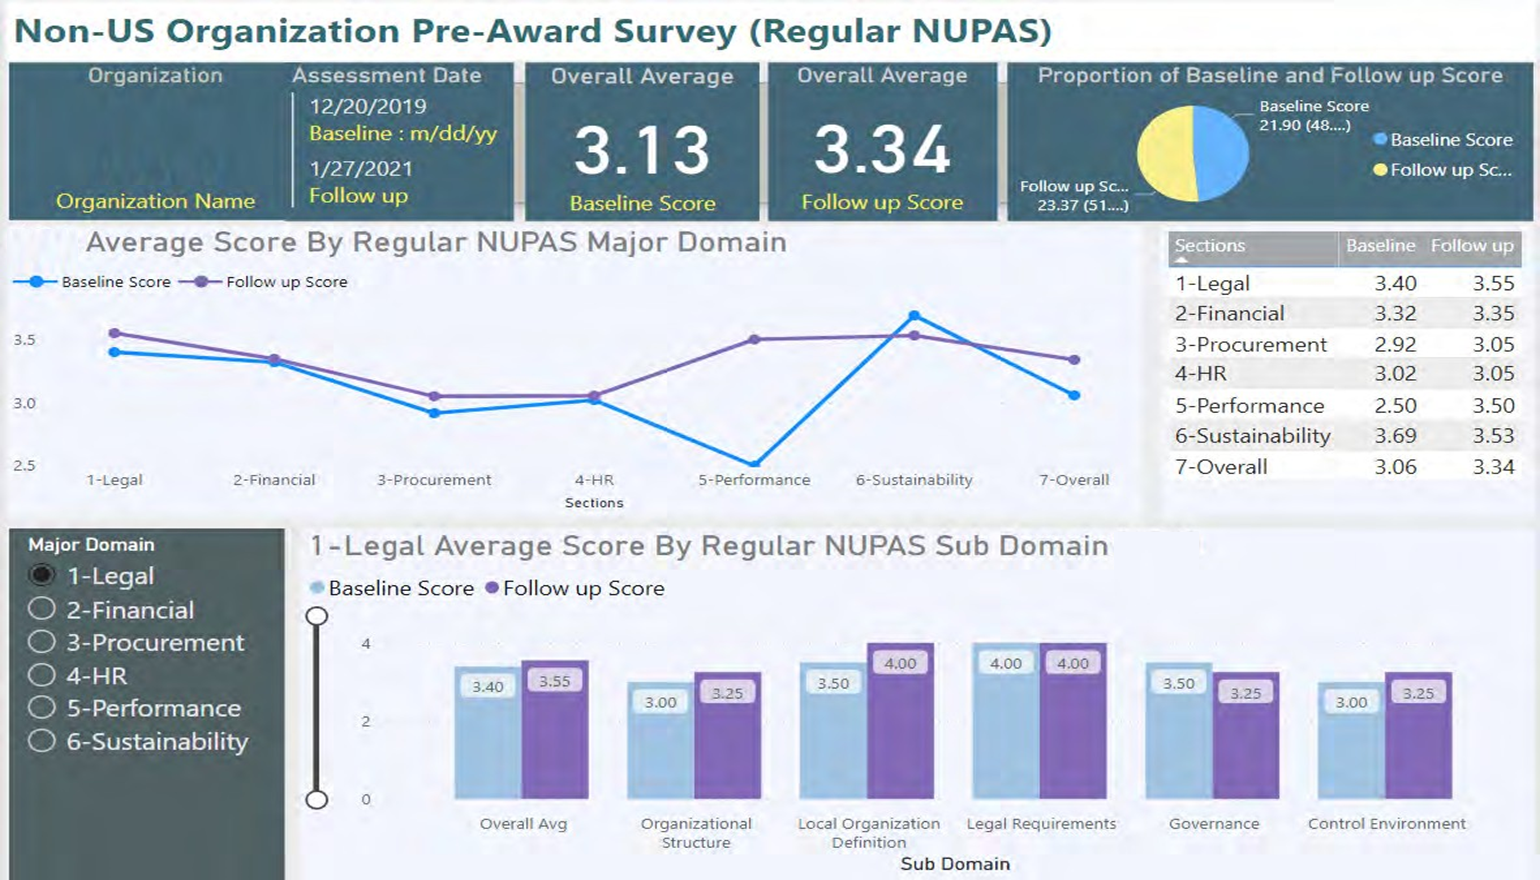 Non-US Organization Pre-Award Survey (Regular NUPAS)
Organization
Organization Name
Assessment Date
12/20/2019
Baseline : m/dd/yy
1/27/2021
Follow up
Overall Average
3.13
Baseline Score
Overall Average
3.34
Follow up Score
Proportion of Baseline and Follow up Score
Baseline Score
21.90 (48....)
Follow up Sc...
23.37 (51....)
Baseline Score
Follow up Sc...
Average Score By Regular NUPAS Major Domain
Baseline Score Follow up Score
3.5
3.0
2.5
1-Legal 2-Financial 3-Procurement 4-HR 5-Performance 6-Sustainability 7-Overall
Sections
Sections Baseline Follow up
1-Legal 3.40 3.55
2-Financial 3.32 3.35
3-Procurement 2.92 3.05
4-HR 3.02 3.05
5-Performance 2.50 3.50
6-Sustainability 3.69 3.53
7-Overall 3.06 3.34
Major Domain
1-Legal
2-Financial
3-Procurement
4-HR
5-Performance
6-Sustainability
1-Legal Average Score By Regular NUPAS Sub Domain
Baseline Score Follow up Score
4
2
0
3.40 3.55 3.00 3.25 3.50 4.00 4.00 4.00 3.50 3.25 3.00 3.25
Overall Avg Organizational Local Organization Legal Requirements Governance Control Environment
Structure Definition
Sub Domain